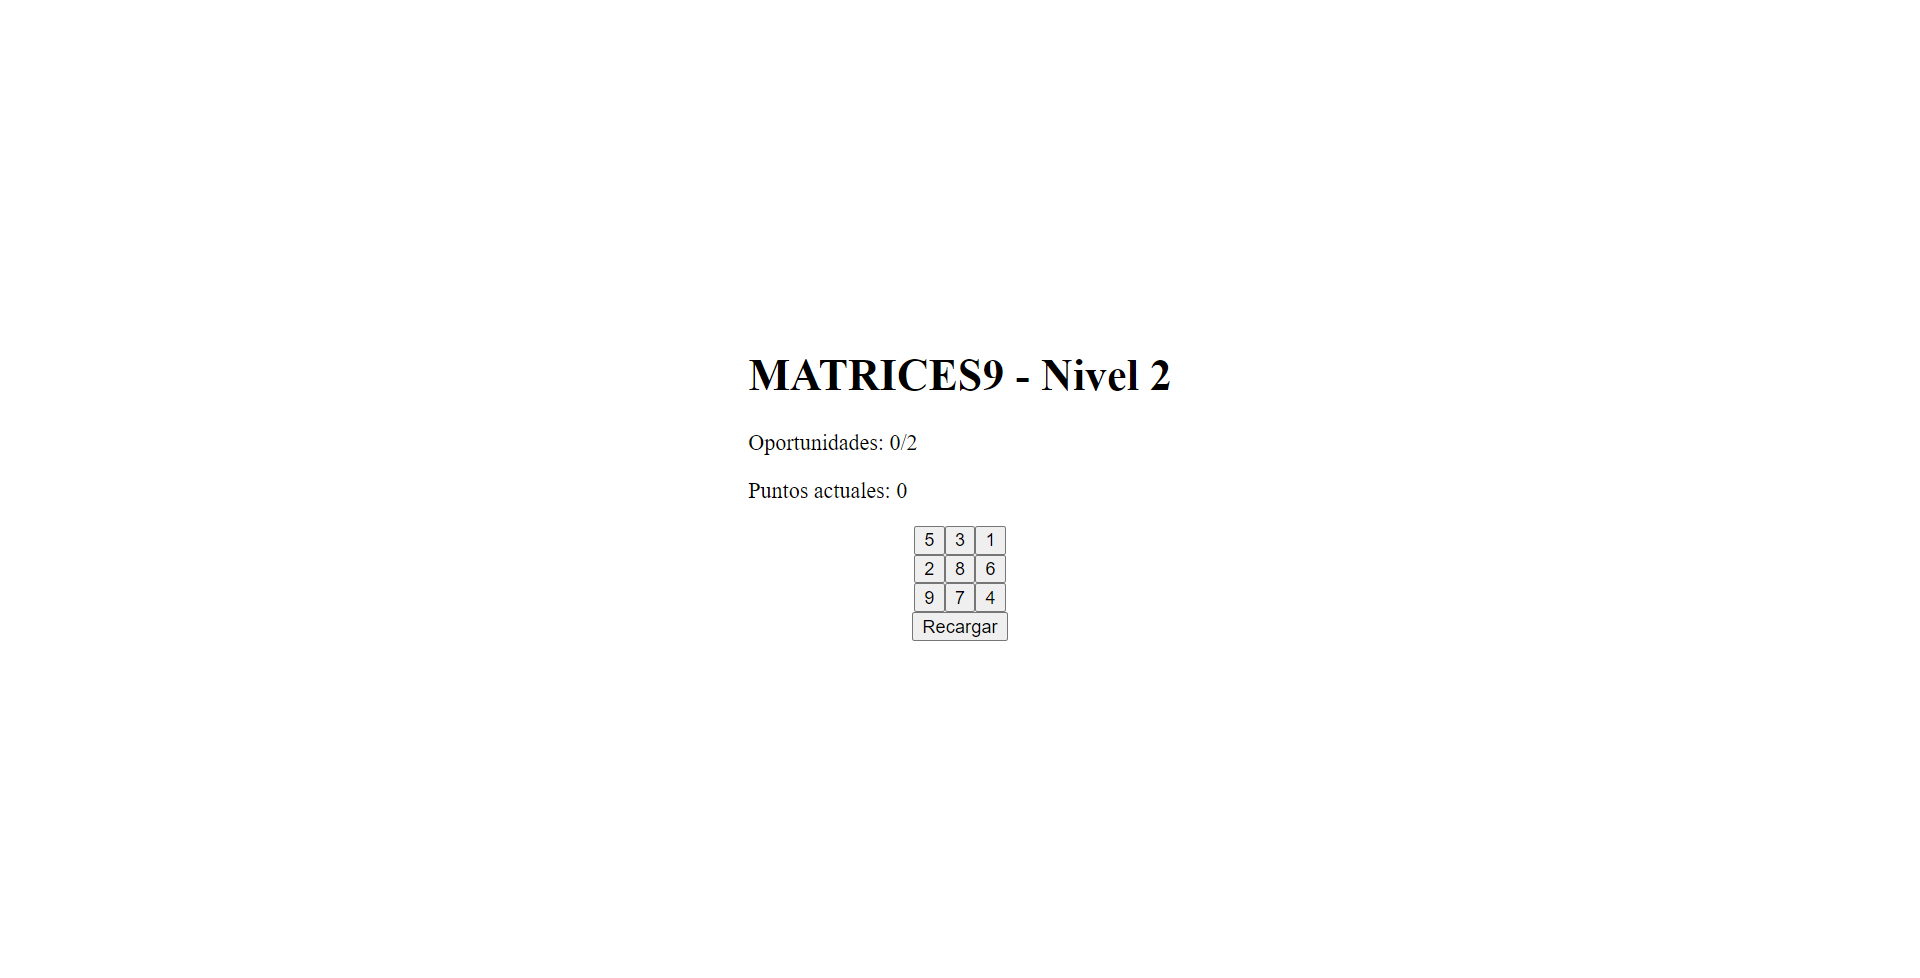 MATRICES9 - Nivel 2
Oportunidades: 0/2
Puntos actuales: 0
5 3 1
2 8 6
9 7 4
Recargar